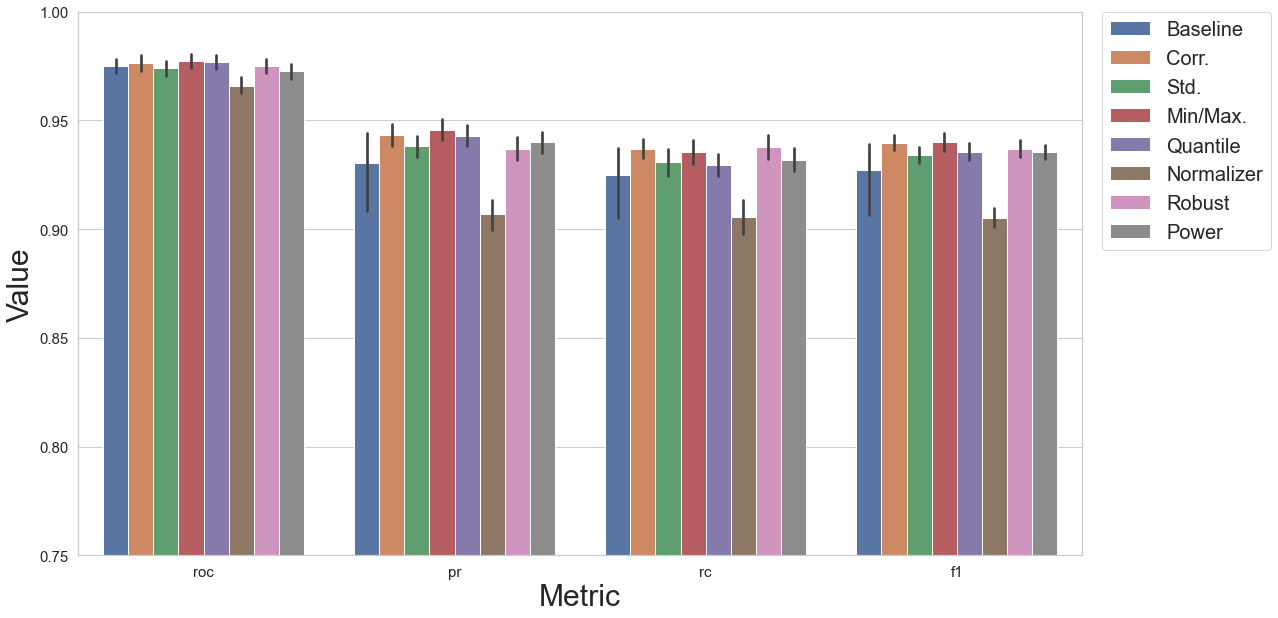 1.00
0.95
0.90
0.85
0.80
0.75
Value
roc
pr
rc
f1
Metric
Baseline
Corr.
Std.
Min/Max.
Quantile
Normalizer
Robust
Power